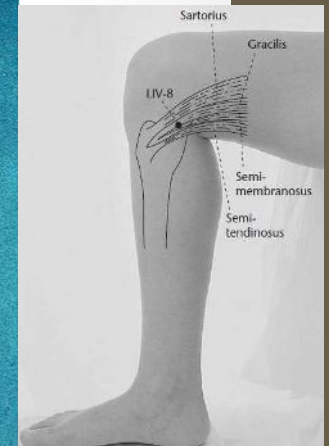 Sartorius
Gracilis
LIV-8
Semi-
membranosus
Semi-
tendinosus